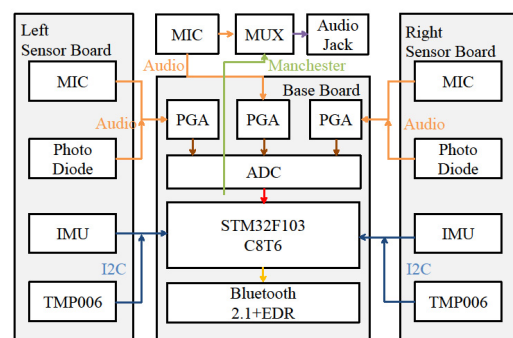 Left
Sensor Board
MIC
Audio
Photo
Diode
IMU
I2C
TMP006
MIC
MUX
Audio
Jack
Audio
Manchester
Base Board
PGA
PGA
PGA
ADC
STM32F103
C8T6
Bluetooth
2.1+EDR
Right
Sensor Board
MIC
Audio
Photo
Diode
IMU
I2C
TMP006